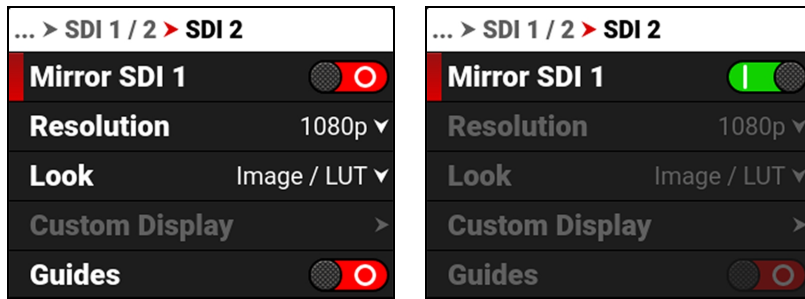 ... > SDI 1 / 2 > SDI 2
Mirror SDI 1
Resolution 1080p
Look Image / LUT
Custom Display
Guides
... > SDI 1 / 2 > SDI 2
Mirror SDI 1
Resolution 1080p
Look Image / LUT
Custom Display
Guides